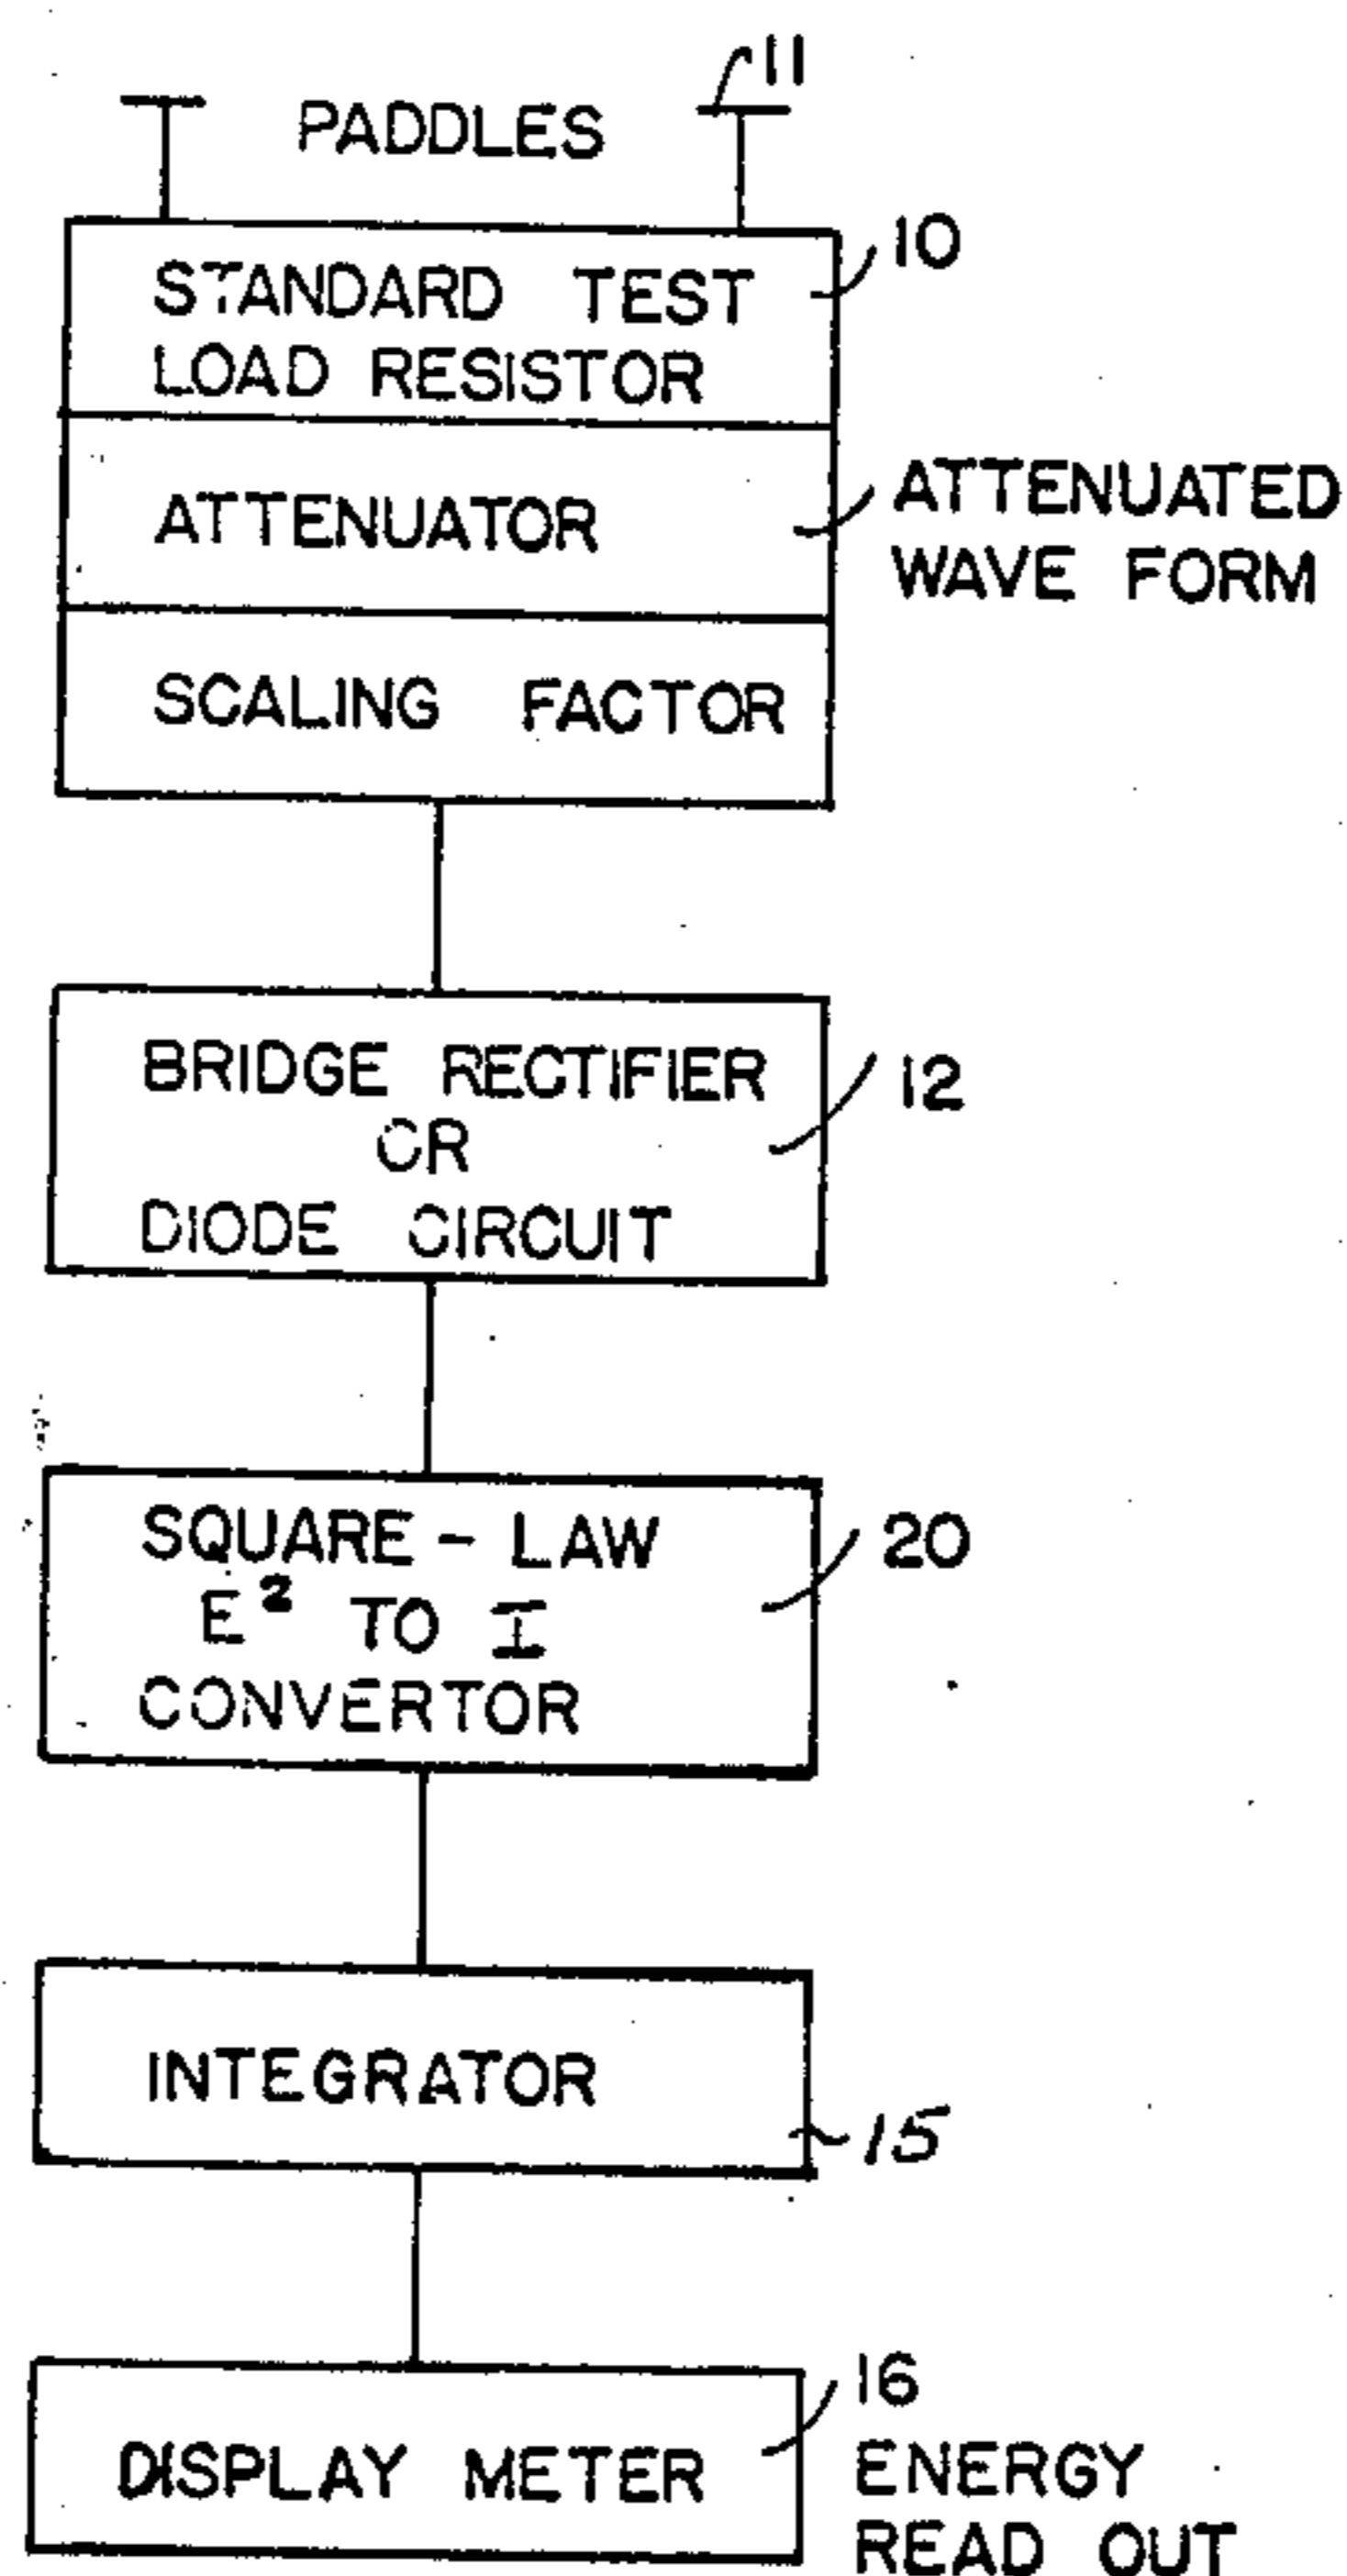 11
PADDLES
10
STANDARD TEST
LOAD RESISTOR
ATTENUATOR
ATTENUATED
WAVE FORM
SCALING FACTOR
BRIDGE RECTIFIER
OR
DIODE CIRCUIT
12
SQUARE - LAW
E² TO I
CONVERTOR
20
INTEGRATOR
15
DISPLAY METER
16
ENERGY
READ OUT